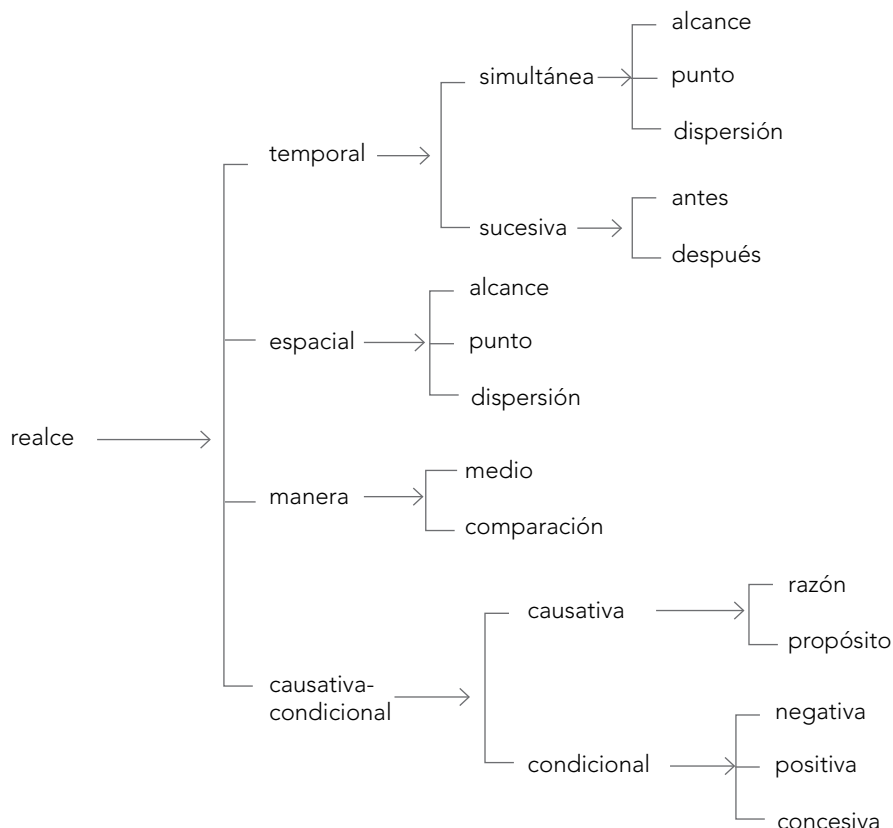 alcance
simultánea
punto
dispersión
temporal
antes
sucesiva
después
alcance
espacial
punto
dispersión
realce
medio
manera
comparación
razón
causativa
propósito
causativa-
condicional
negativa
condicional
positiva
concesiva